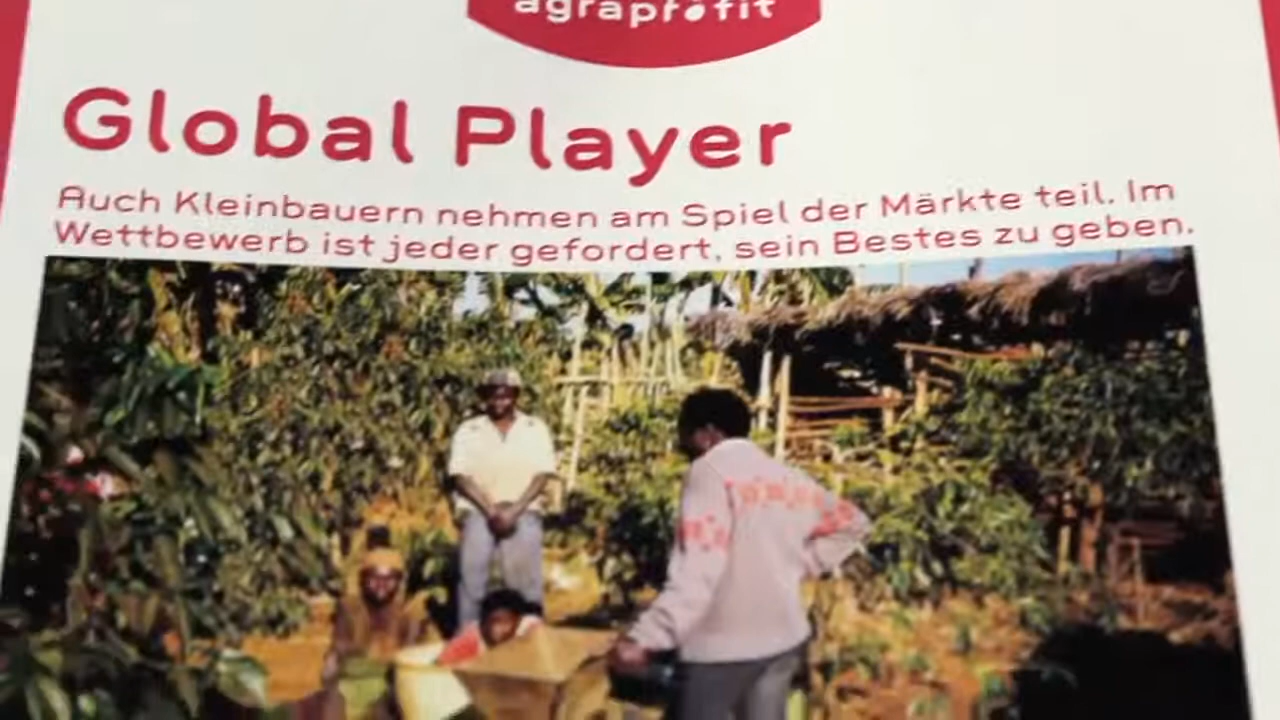 agraprofit
Global Player
Auch Kleinbauern nehmen am Spiel der Märkte teil. Im
Wettbewerb ist jeder gefordert, sein Bestes zu geben.